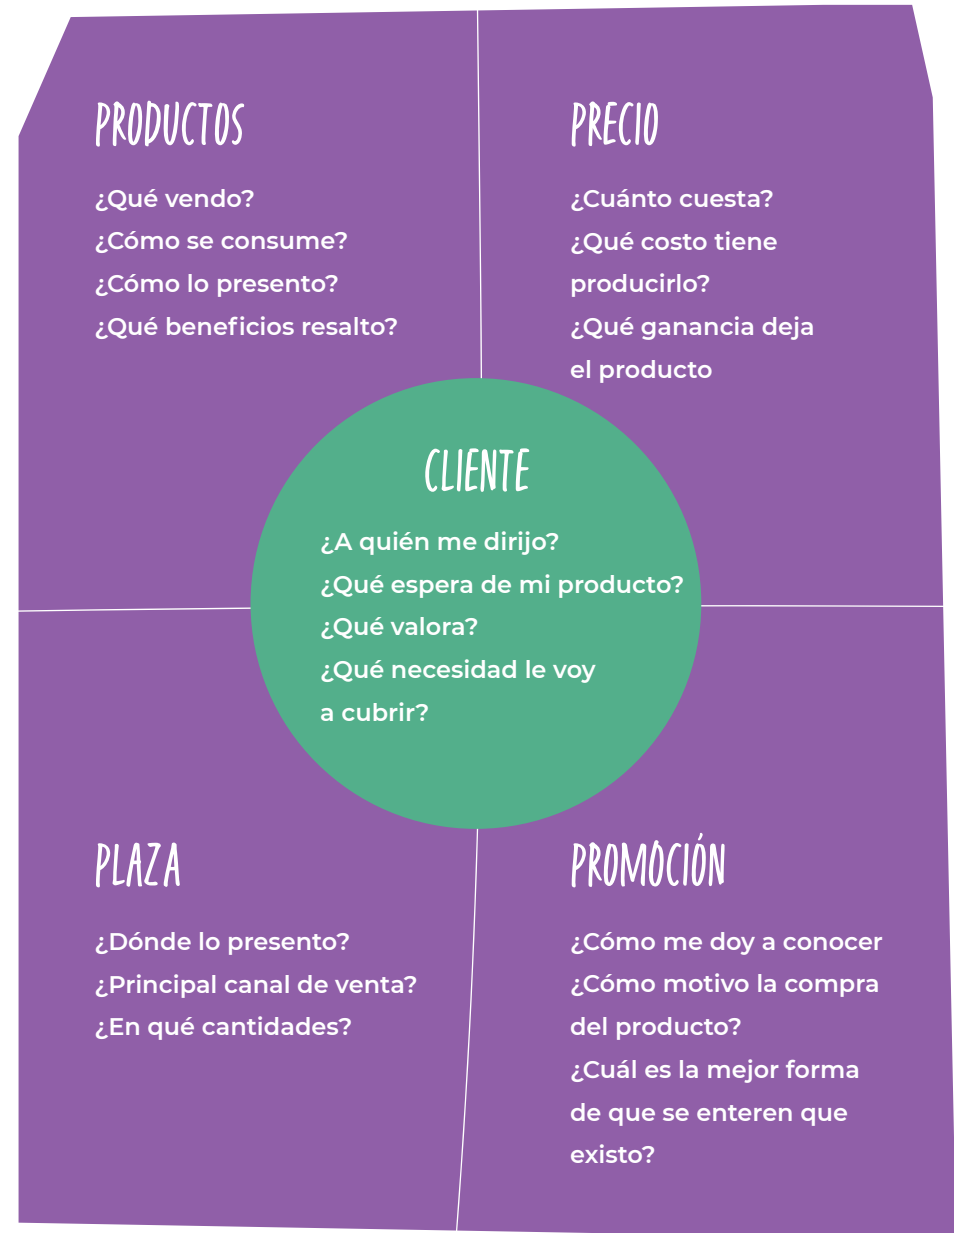 PRODUCTOS
¿Qué vendo?
¿Cómo se consume?
¿Cómo lo presento?
¿Qué beneficios resalto?
PRECIO
¿Cuánto cuesta?
¿Qué costo tiene
producirlo?
¿Qué ganancia deja
el producto
CLIENTE
¿A quién me dirijo?
¿Qué espera de mi producto?
¿Qué valora?
¿Qué necesidad le voy
a cubrir?
PLAZA
¿Dónde lo presento?
¿Principal canal de venta?
¿En qué cantidades?
PROMOCIÓN
¿Cómo me doy a conocer
¿Cómo motivo la compra
del producto?
¿Cuál es la mejor forma
de que se enteren que
existo?